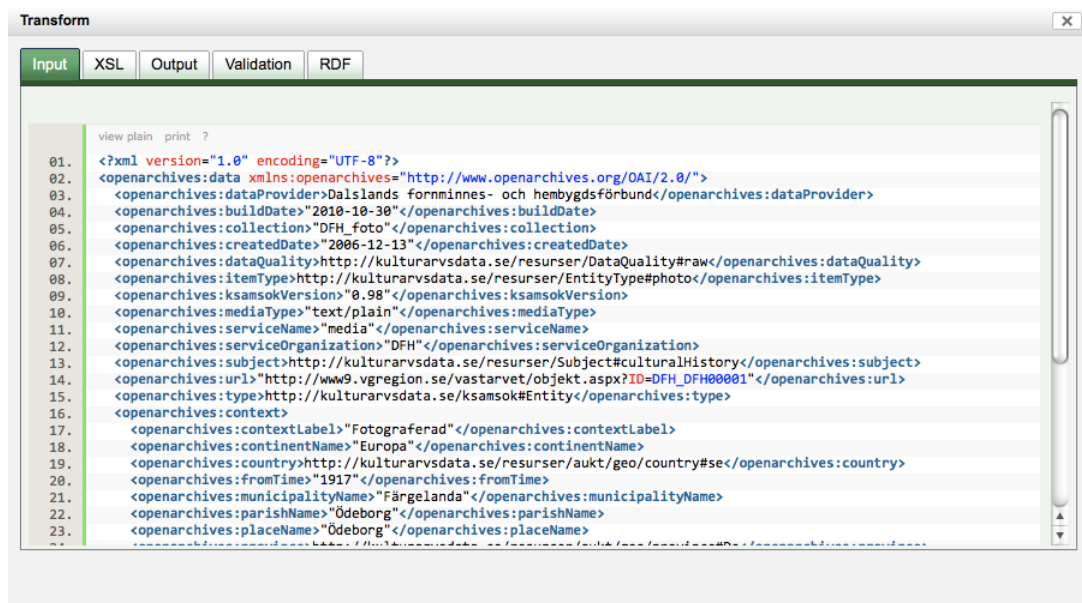 Transform
Input XSL Output Validation RDF
view plain print ?
01. <?xml version="1.0" encoding="UTF-8"?>
02. <openarchives:data xmlns:openarchives="http://www.openarchives.org/OAI/2.0/">
03. <openarchives:dataProvider>Dalslands fornminnes- och hembygdsförbund</openarchives:dataProvider>
04. <openarchives:buildDate>"2010-10-30"</openarchives:buildDate>
05. <openarchives:collection>"DFH_foto"</openarchives:collection>
06. <openarchives:createdDate>"2006-12-13"</openarchives:createdDate>
07. <openarchives:dataQuality>http://kulturarvsdata.se/resurser/DataQuality#raw</openarchives:dataQuality>
08. <openarchives:itemType>http://kulturarvsdata.se/resurser/EntityType#photo</openarchives:itemType>
09. <openarchives:ksamsokVersion>"0.98"</openarchives:ksamsokVersion>
10. <openarchives:mediaType>"text/plain"</openarchives:mediaType>
11. <openarchives:serviceName>"media"</openarchives:serviceName>
12. <openarchives:serviceOrganization>"DFH"</openarchives:serviceOrganization>
13. <openarchives:subject>http://kulturarvsdata.se/resurser/Subject#culturalHistory</openarchives:subject>
14. <openarchives:url>"http://www9.vgregion.se/vastarvet/objekt.aspx?ID=DFH_DFH00001"</openarchives:url>
15. <openarchives:type>http://kulturarvsdata.se/ksamsok#Entity</openarchives:type>
16. <openarchives:context>
17. <openarchives:contextLabel>"Fotograferad"</openarchives:contextLabel>
18. <openarchives:continentName>"Europa"</openarchives:continentName>
19. <openarchives:country>http://kulturarvsdata.se/resurser/aukt/geo/country#se</openarchives:country>
20. <openarchives:fromTime>"1917"</openarchives:fromTime>
21. <openarchives:municipalityName>"Färgelanda"</openarchives:municipalityName>
22. <openarchives:parishName>"Ödeborg"</openarchives:parishName>
23. <openarchives:placeName>"Ödeborg"</openarchives:placeName>